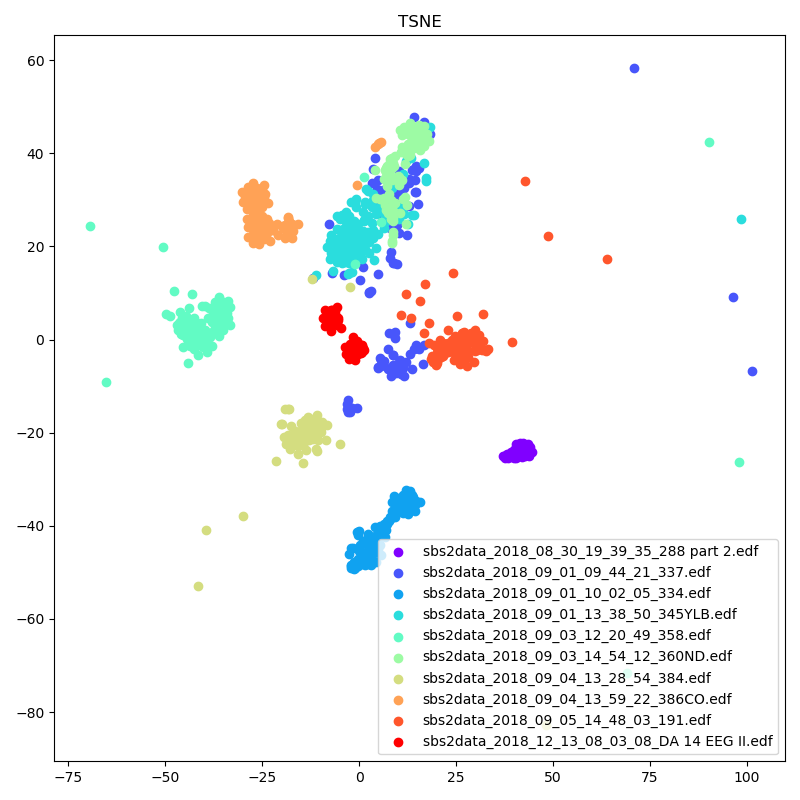 TSNE
60
40
20
0
−20
−40
−60
−80
−75
−50
−25
0
25
50
75
100
sbs2data_2018_08_30_19_39_35_288 part 2.edf
sbs2data_2018_09_01_09_44_21_337.edf
sbs2data_2018_09_01_10_02_05_334.edf
sbs2data_2018_09_01_13_38_50_345YLB.edf
sbs2data_2018_09_03_12_20_49_358.edf
sbs2data_2018_09_03_14_54_12_360ND.edf
sbs2data_2018_09_04_13_28_54_384.edf
sbs2data_2018_09_04_13_59_22_386CO.edf
sbs2data_2018_09_05_14_48_03_191.edf
sbs2data_2018_12_13_08_03_08_DA 14 EEG II.edf